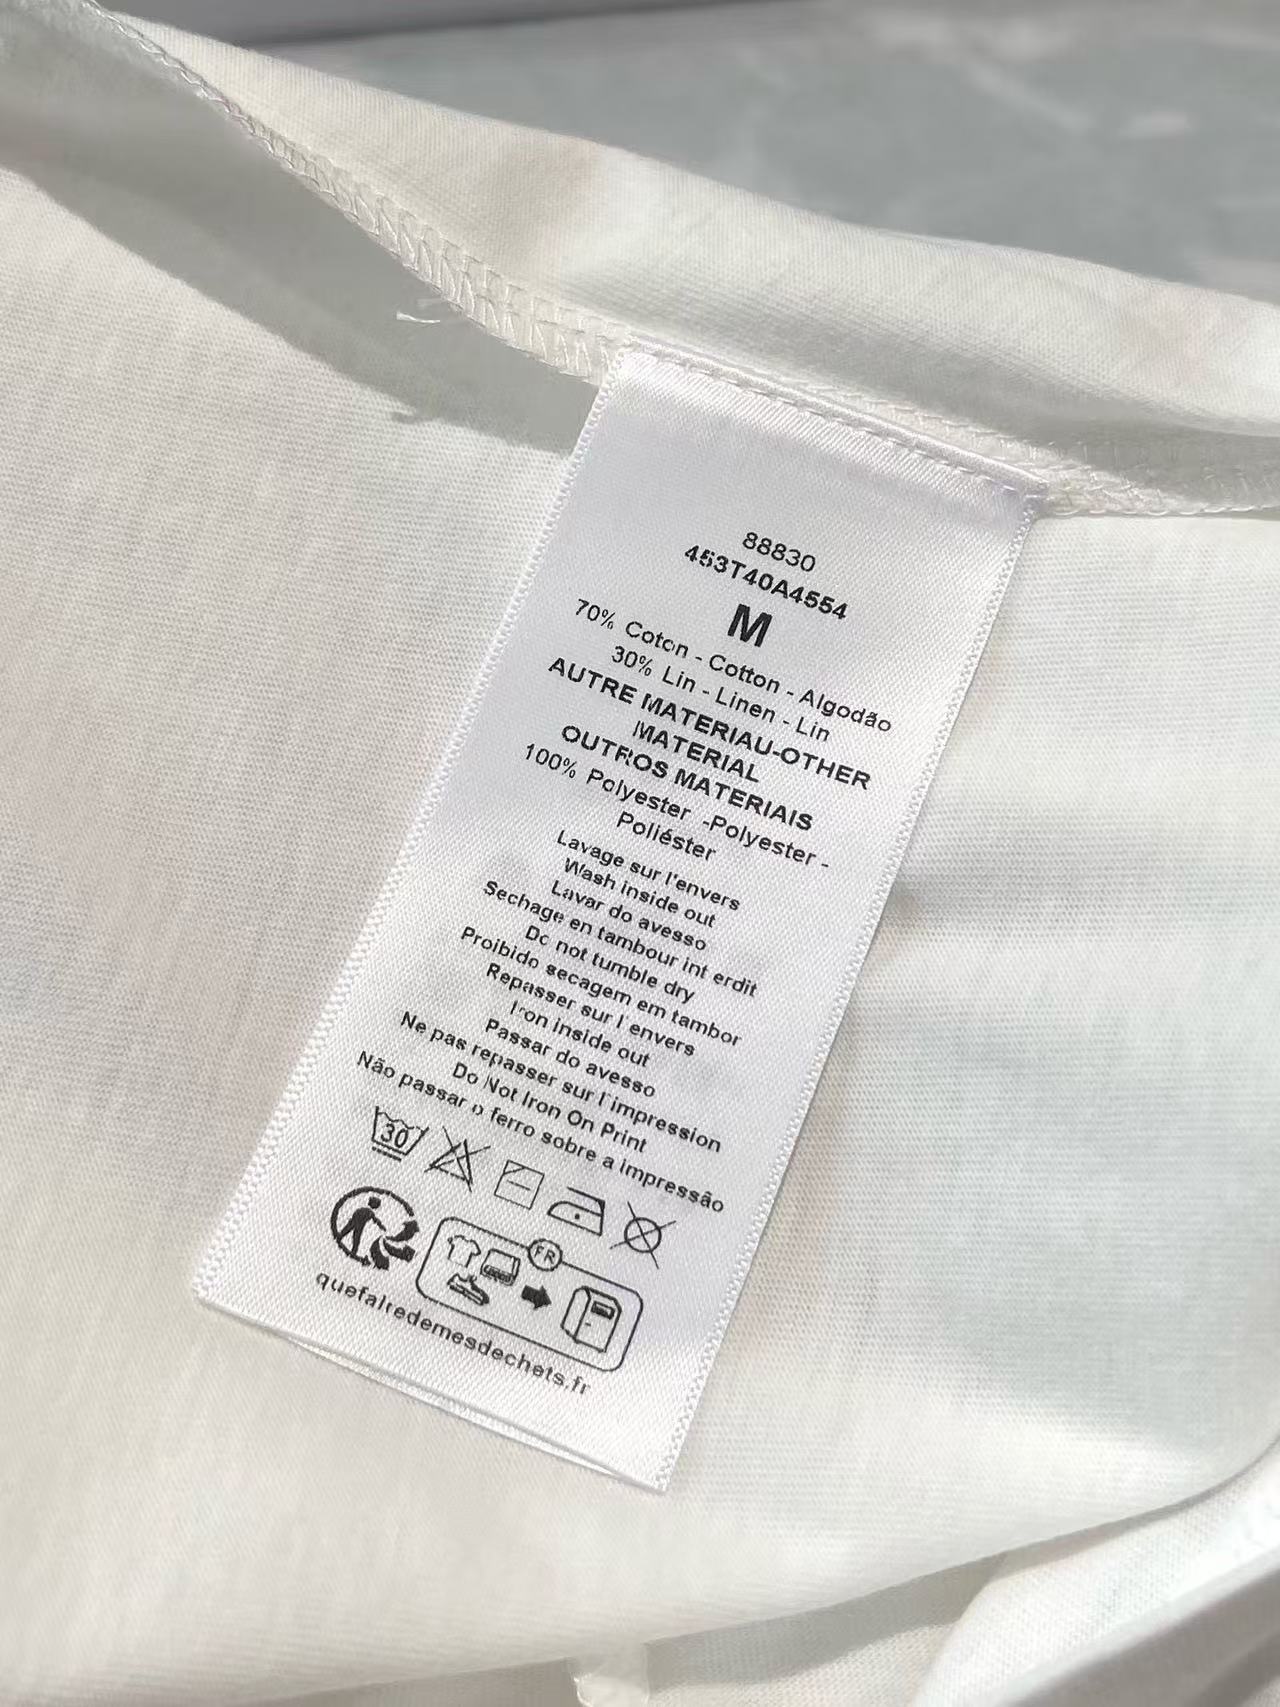 88830
453T40A4554
M
70% Coton - Cotton - Algodão
30% Lin - Linen - Lin
AUTRE MATERIAU-OTHER
MATERIAL
OUTROS MATERIAIS
100% Polyester -Polyester -
Poliéster
Lavage sur l'envers
Wash inside out
Lavar do avesso
Sechage en tambour int erdit
Do not tumble dry
Proibido secagem em tambor
Repasser sur l'envers
Iron inside out
Passar do avesso
Ne pas repasser sur l'impression
Do Not Iron On Print
Não passar o ferro sobre a impressão
30
FR
quefairedemesdechets.fr